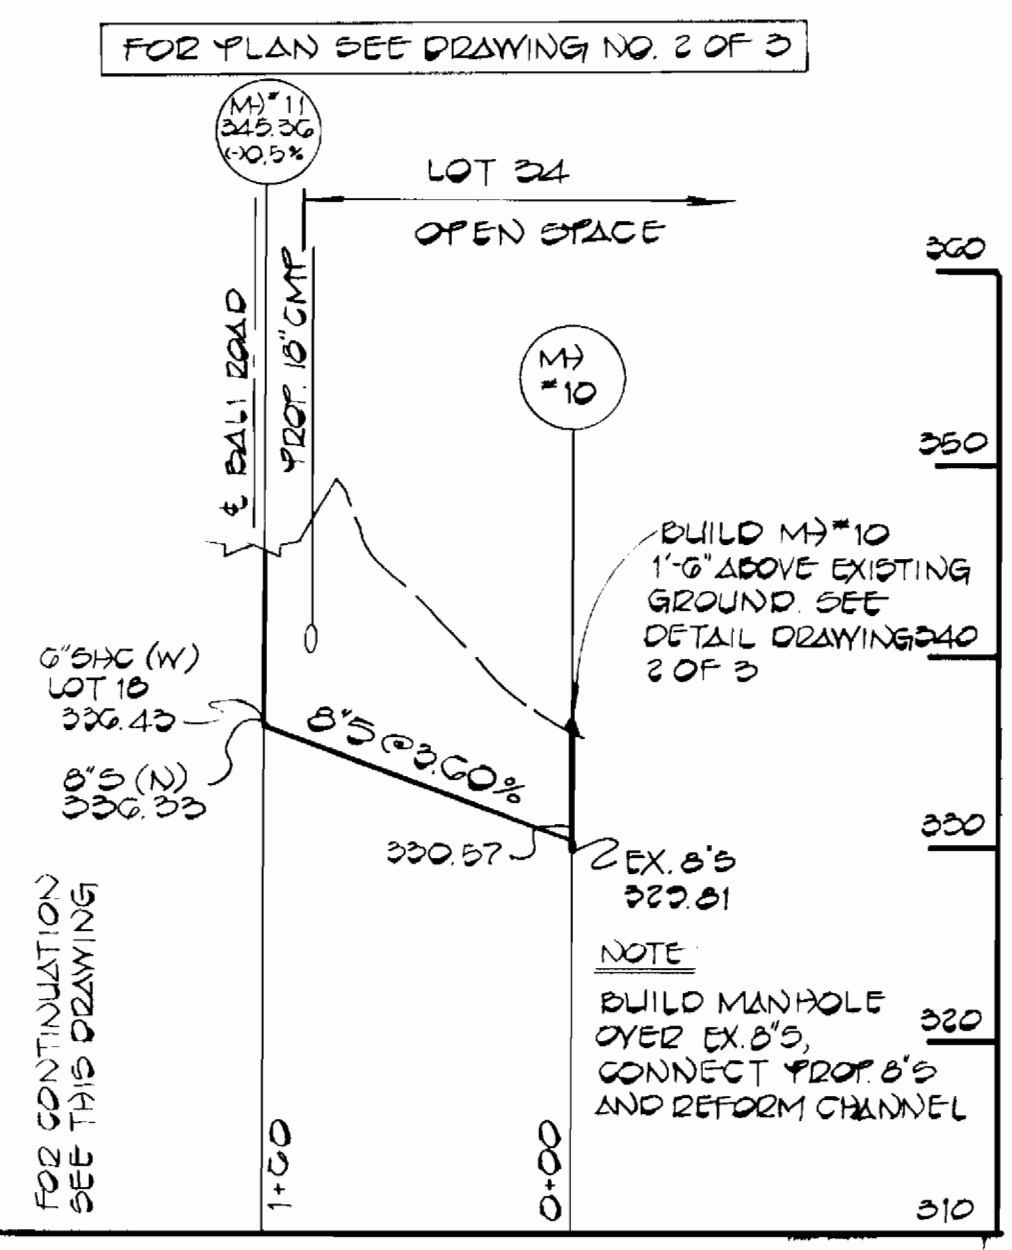 FOR PLAN SEE DRAWING NO. 2 OF 3
MH #11
345.36
(-)0.5%
LOT 34
OPEN SPACE
℄ BALI ROAD
PROP. 18" CMP
MH
#10
360
350
340
330
320
310
BUILD MH #10
1'-6" ABOVE EXISTING
GROUND. SEE
DETAIL DRAWING
2 OF 3
6"SHC (W)
LOT 18
336.43
8"S (N)
336.33
8"S @ 3.60%
330.57
EX. 8"S
329.81
NOTE
BUILD MANHOLE
OVER EX. 8"S,
CONNECT PROP. 8"S
AND REFORM CHANNEL
FOR CONTINUATION
SEE THIS DRAWING
1+60
0+00